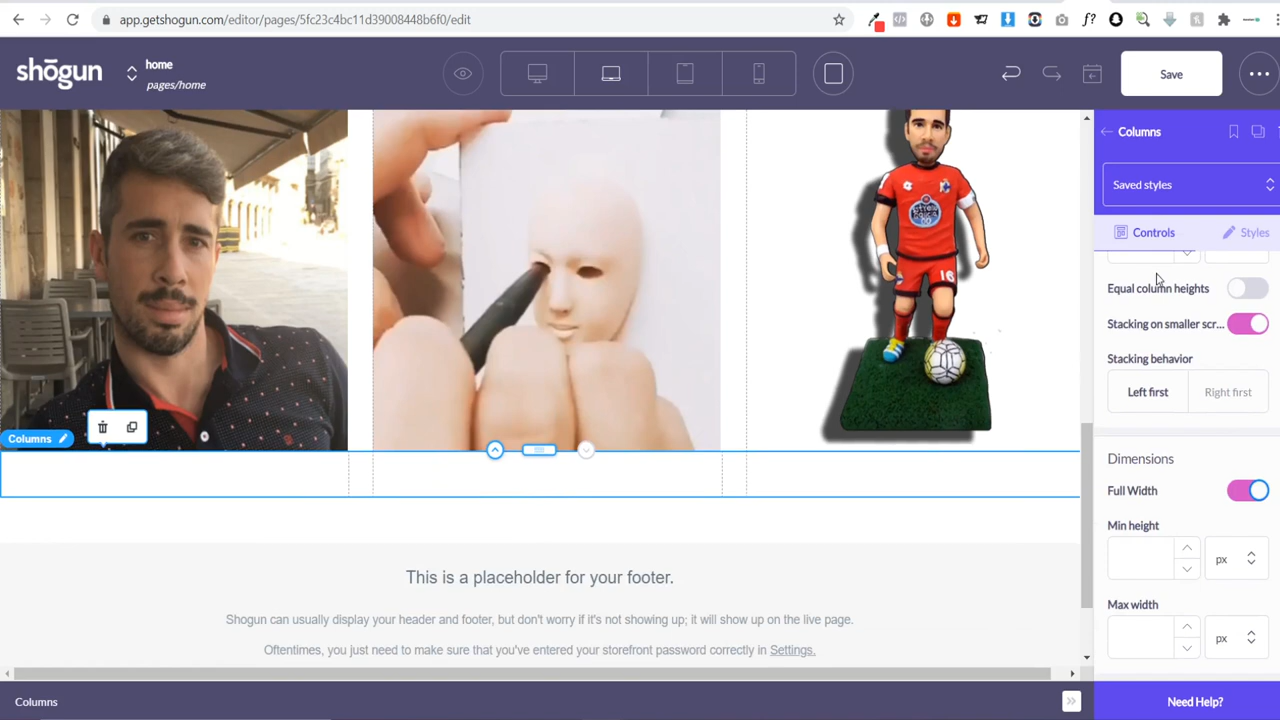 app.getshogun.com/editor/pages/5fc23c4bc11d39008448b6f0/edit
f?
shōgun
home
pages/home
Save
Columns
Saved styles
Controls
Styles
Equal column heights
Stacking on smaller scr...
Stacking behavior
Left first
Right first
Columns
16
Dimensions
Full Width
Min height
px
Max width
px
This is a placeholder for your footer.
Shogun can usually display your header and footer, but don't worry if it's not showing up; it will show up on the live page.
Oftentimes, you just need to make sure that you've entered your storefront password correctly in Settings.
Columns
Need Help?